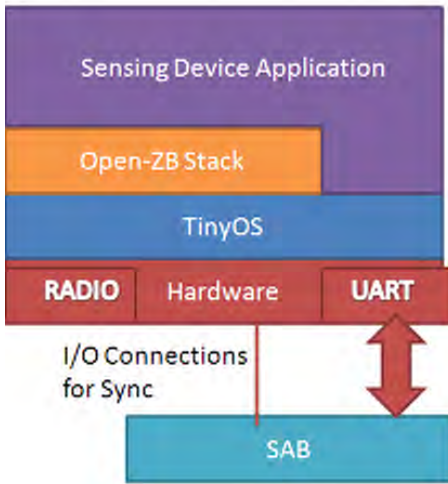 Sensing Device Application
Open-ZB Stack
TinyOS
RADIO Hardware UART
I/O Connections
for Sync
SAB